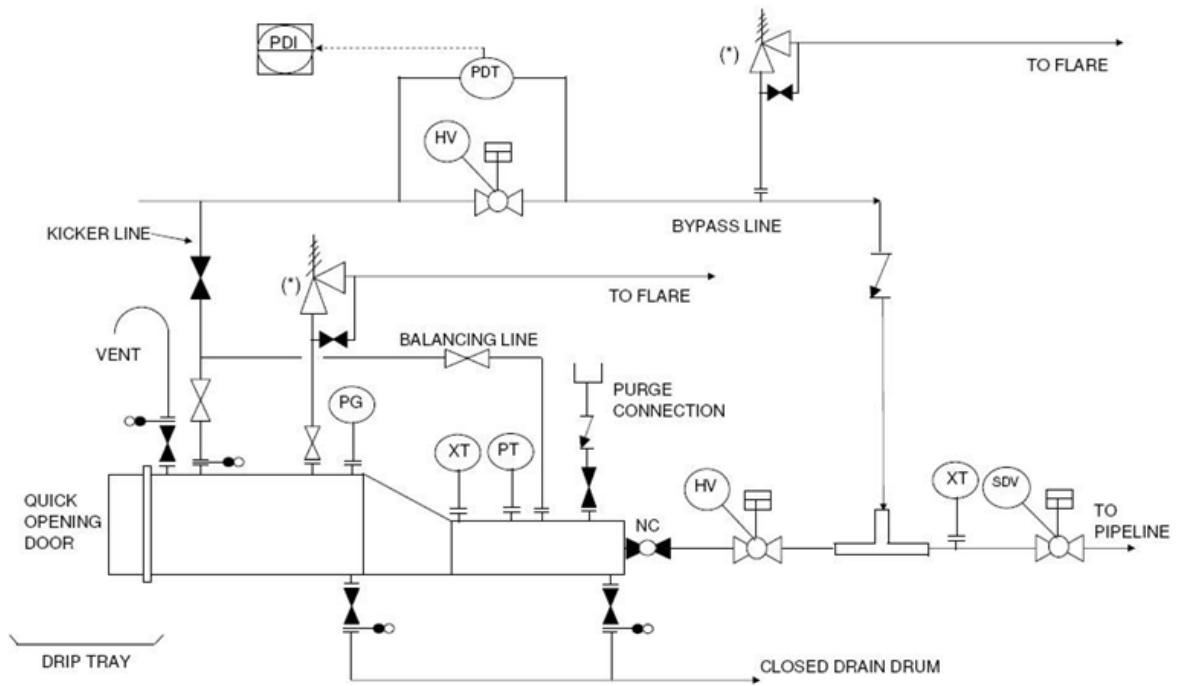 PDI
PDT
(*)
TO FLARE
HV
KICKER LINE
BYPASS LINE
(*)
TO FLARE
VENT
BALANCING LINE
PG
PURGE
CONNECTION
XT
PT
QUICK
OPENING
DOOR
NC
HV
XT
SDV
TO
PIPELINE
DRIP TRAY
CLOSED DRAIN DRUM